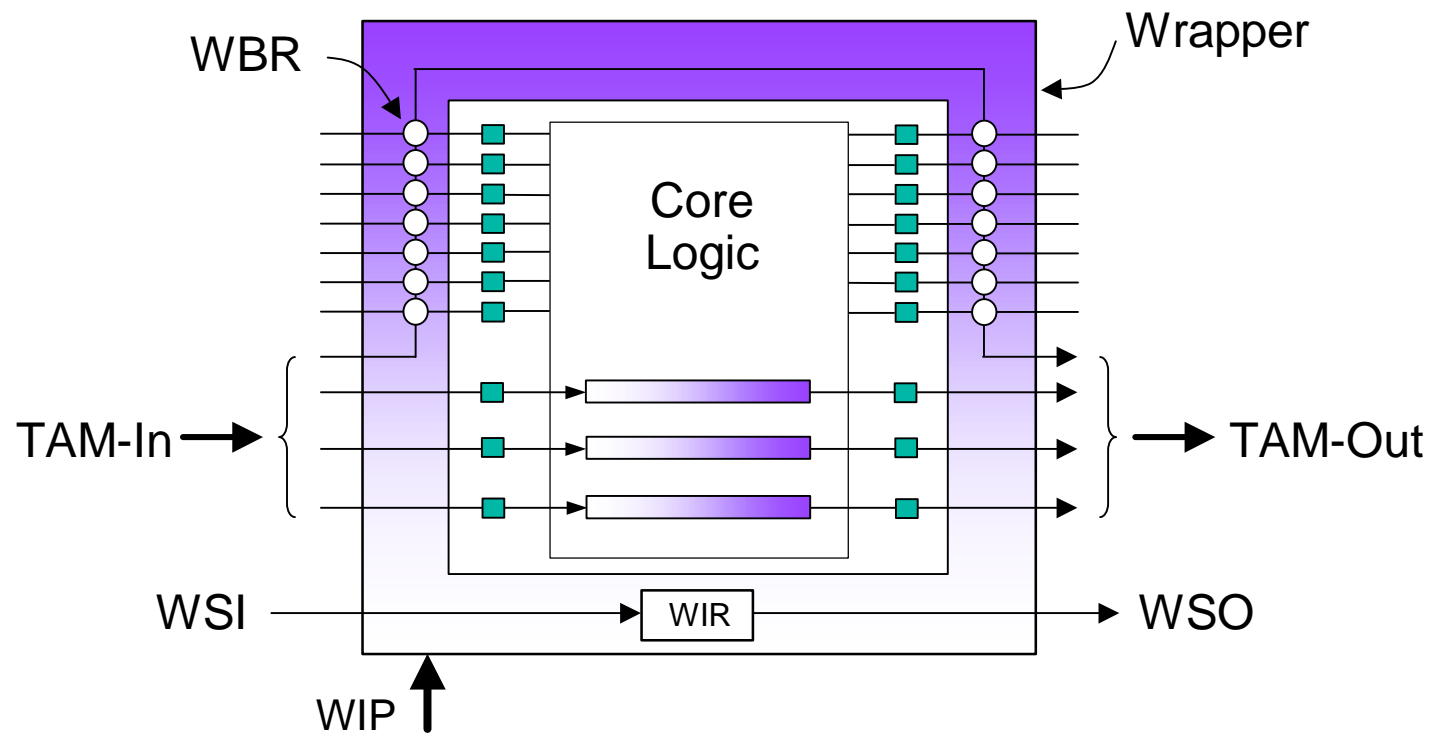 WBR
Wrapper
Core
Logic
TAM-In
TAM-Out
WSI
WIR
WSO
WIP